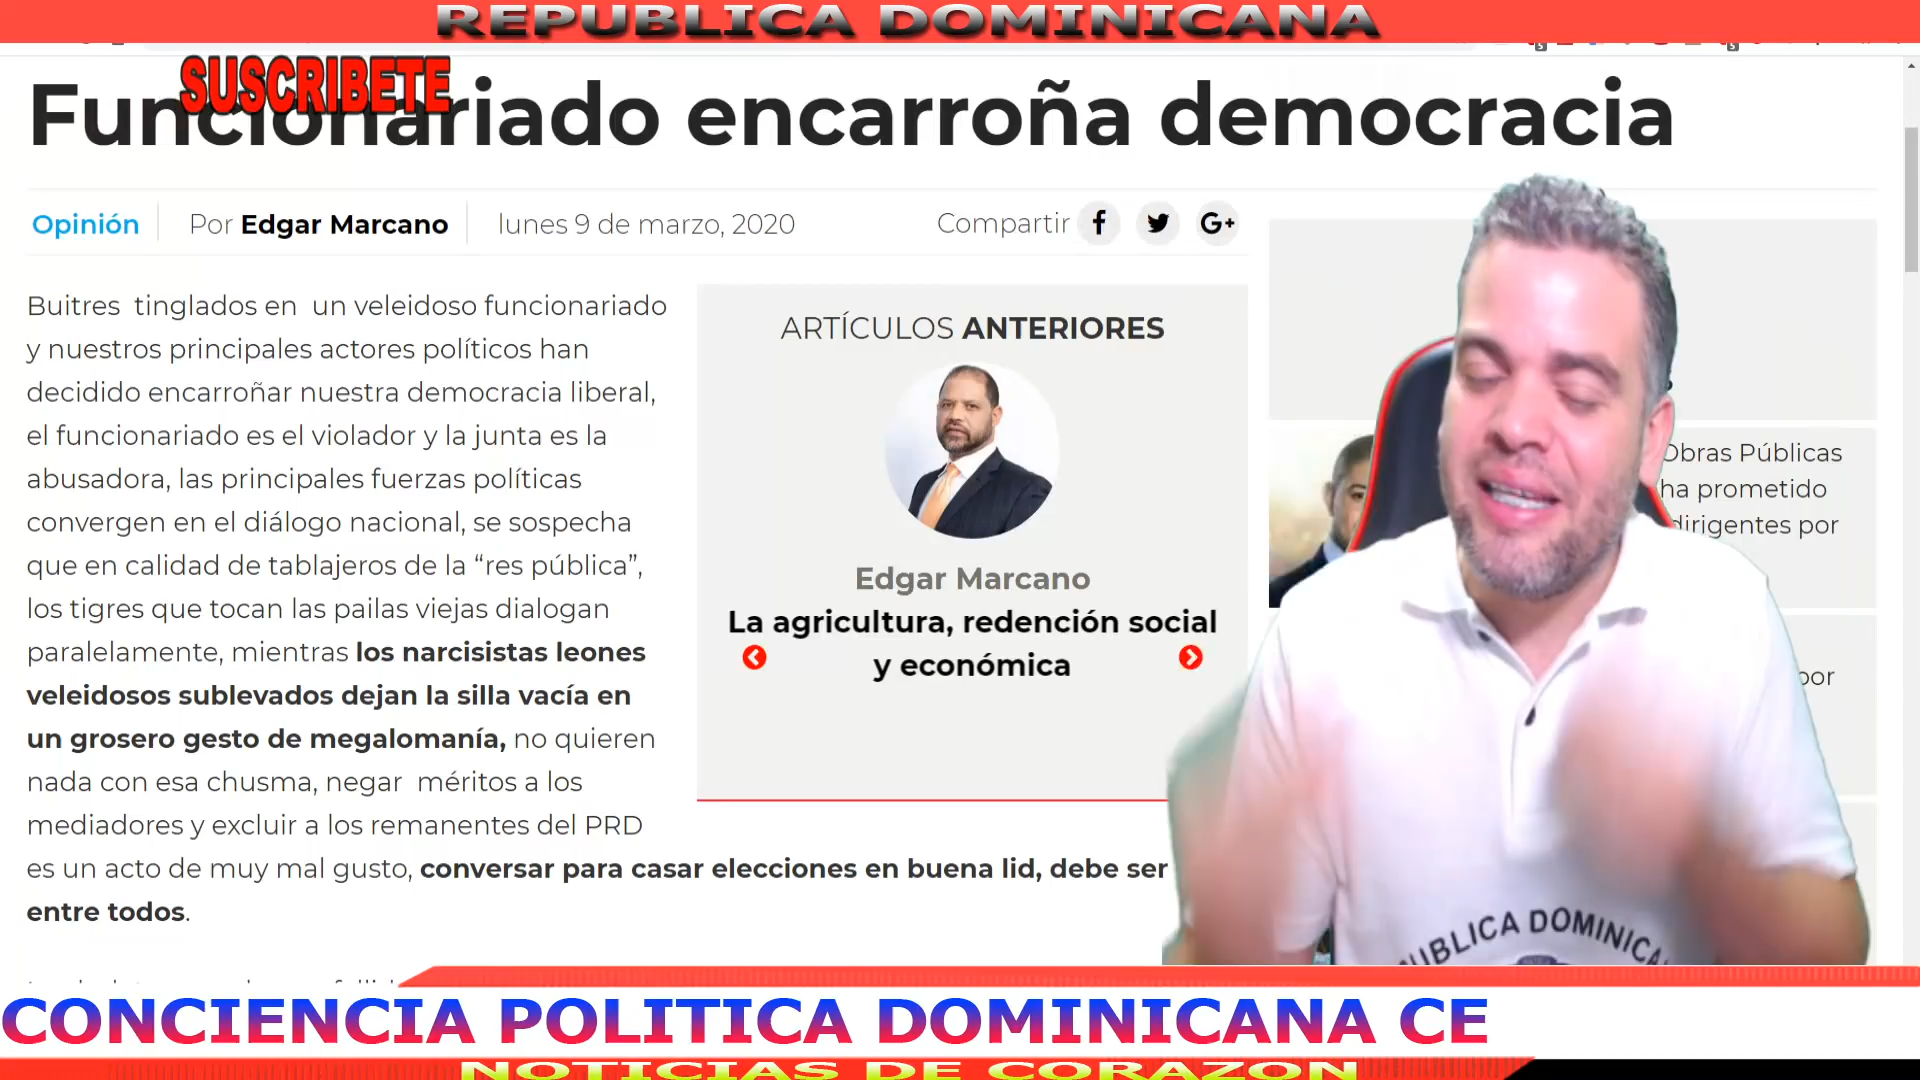 REPUBLICA DOMINICANA
SUSCRIBETE
Funcionariado encarroña democracia
Opinión
Por Edgar Marcano
lunes 9 de marzo, 2020
Compartir
Buitres tinglados en un veleidoso funcionariado
y nuestros principales actores políticos han
decidido encarroñar nuestra democracia liberal,
el funcionariado es el violador y la junta es la
abusadora, las principales fuerzas políticas
convergen en el diálogo nacional, se sospecha
que en calidad de tablajeros de la “res pública”,
los tigres que tocan las pailas viejas dialogan
paralelamente, mientras los narcisistas leones
veleidosos sublevados dejan la silla vacía en
un grosero gesto de megalomanía, no quieren
nada con esa chusma, negar méritos a los
mediadores y excluir a los remanentes del PRD
es un acto de muy mal gusto, conversar para casar elecciones en buena lid, debe ser
entre todos.
ARTÍCULOS ANTERIORES
Edgar Marcano
La agricultura, redención social
y económica
Obras Públicas
ha prometido
dirigentes por
por
DOMINICA
CONCIENCIA POLITICA DOMINICANA CE
NOTICIAS DE CORAZON